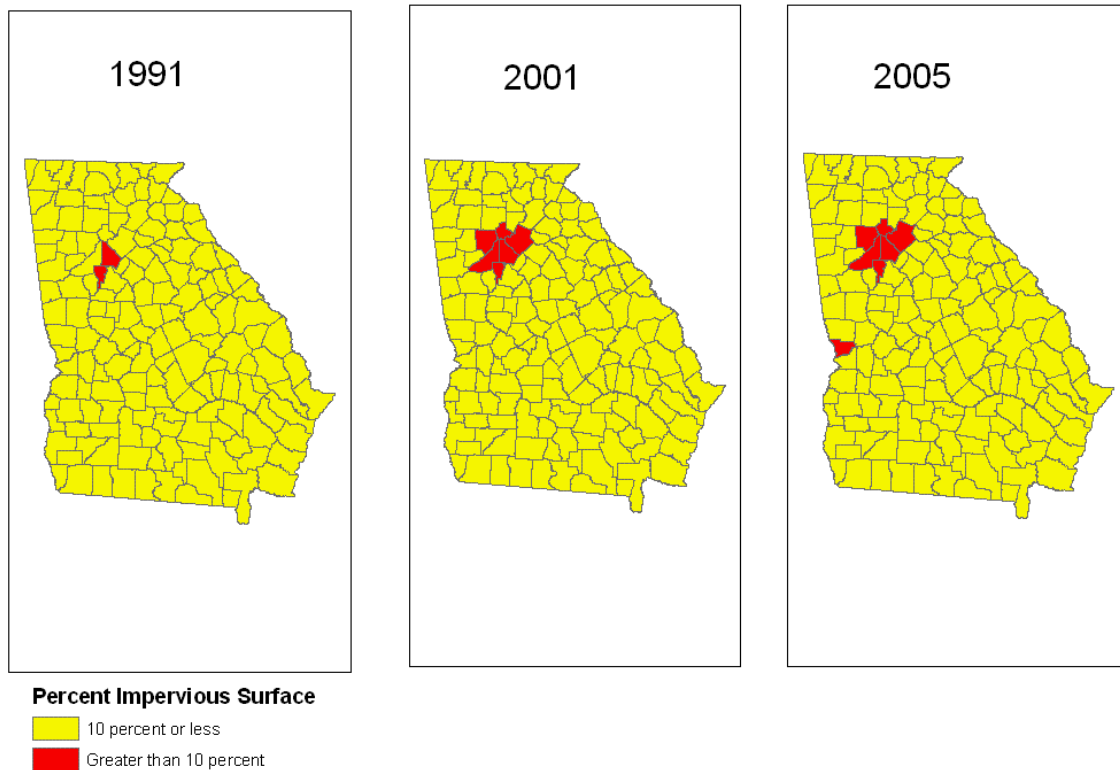 1991
2001
2005
Percent Impervious Surface
10 percent or less
Greater than 10 percent